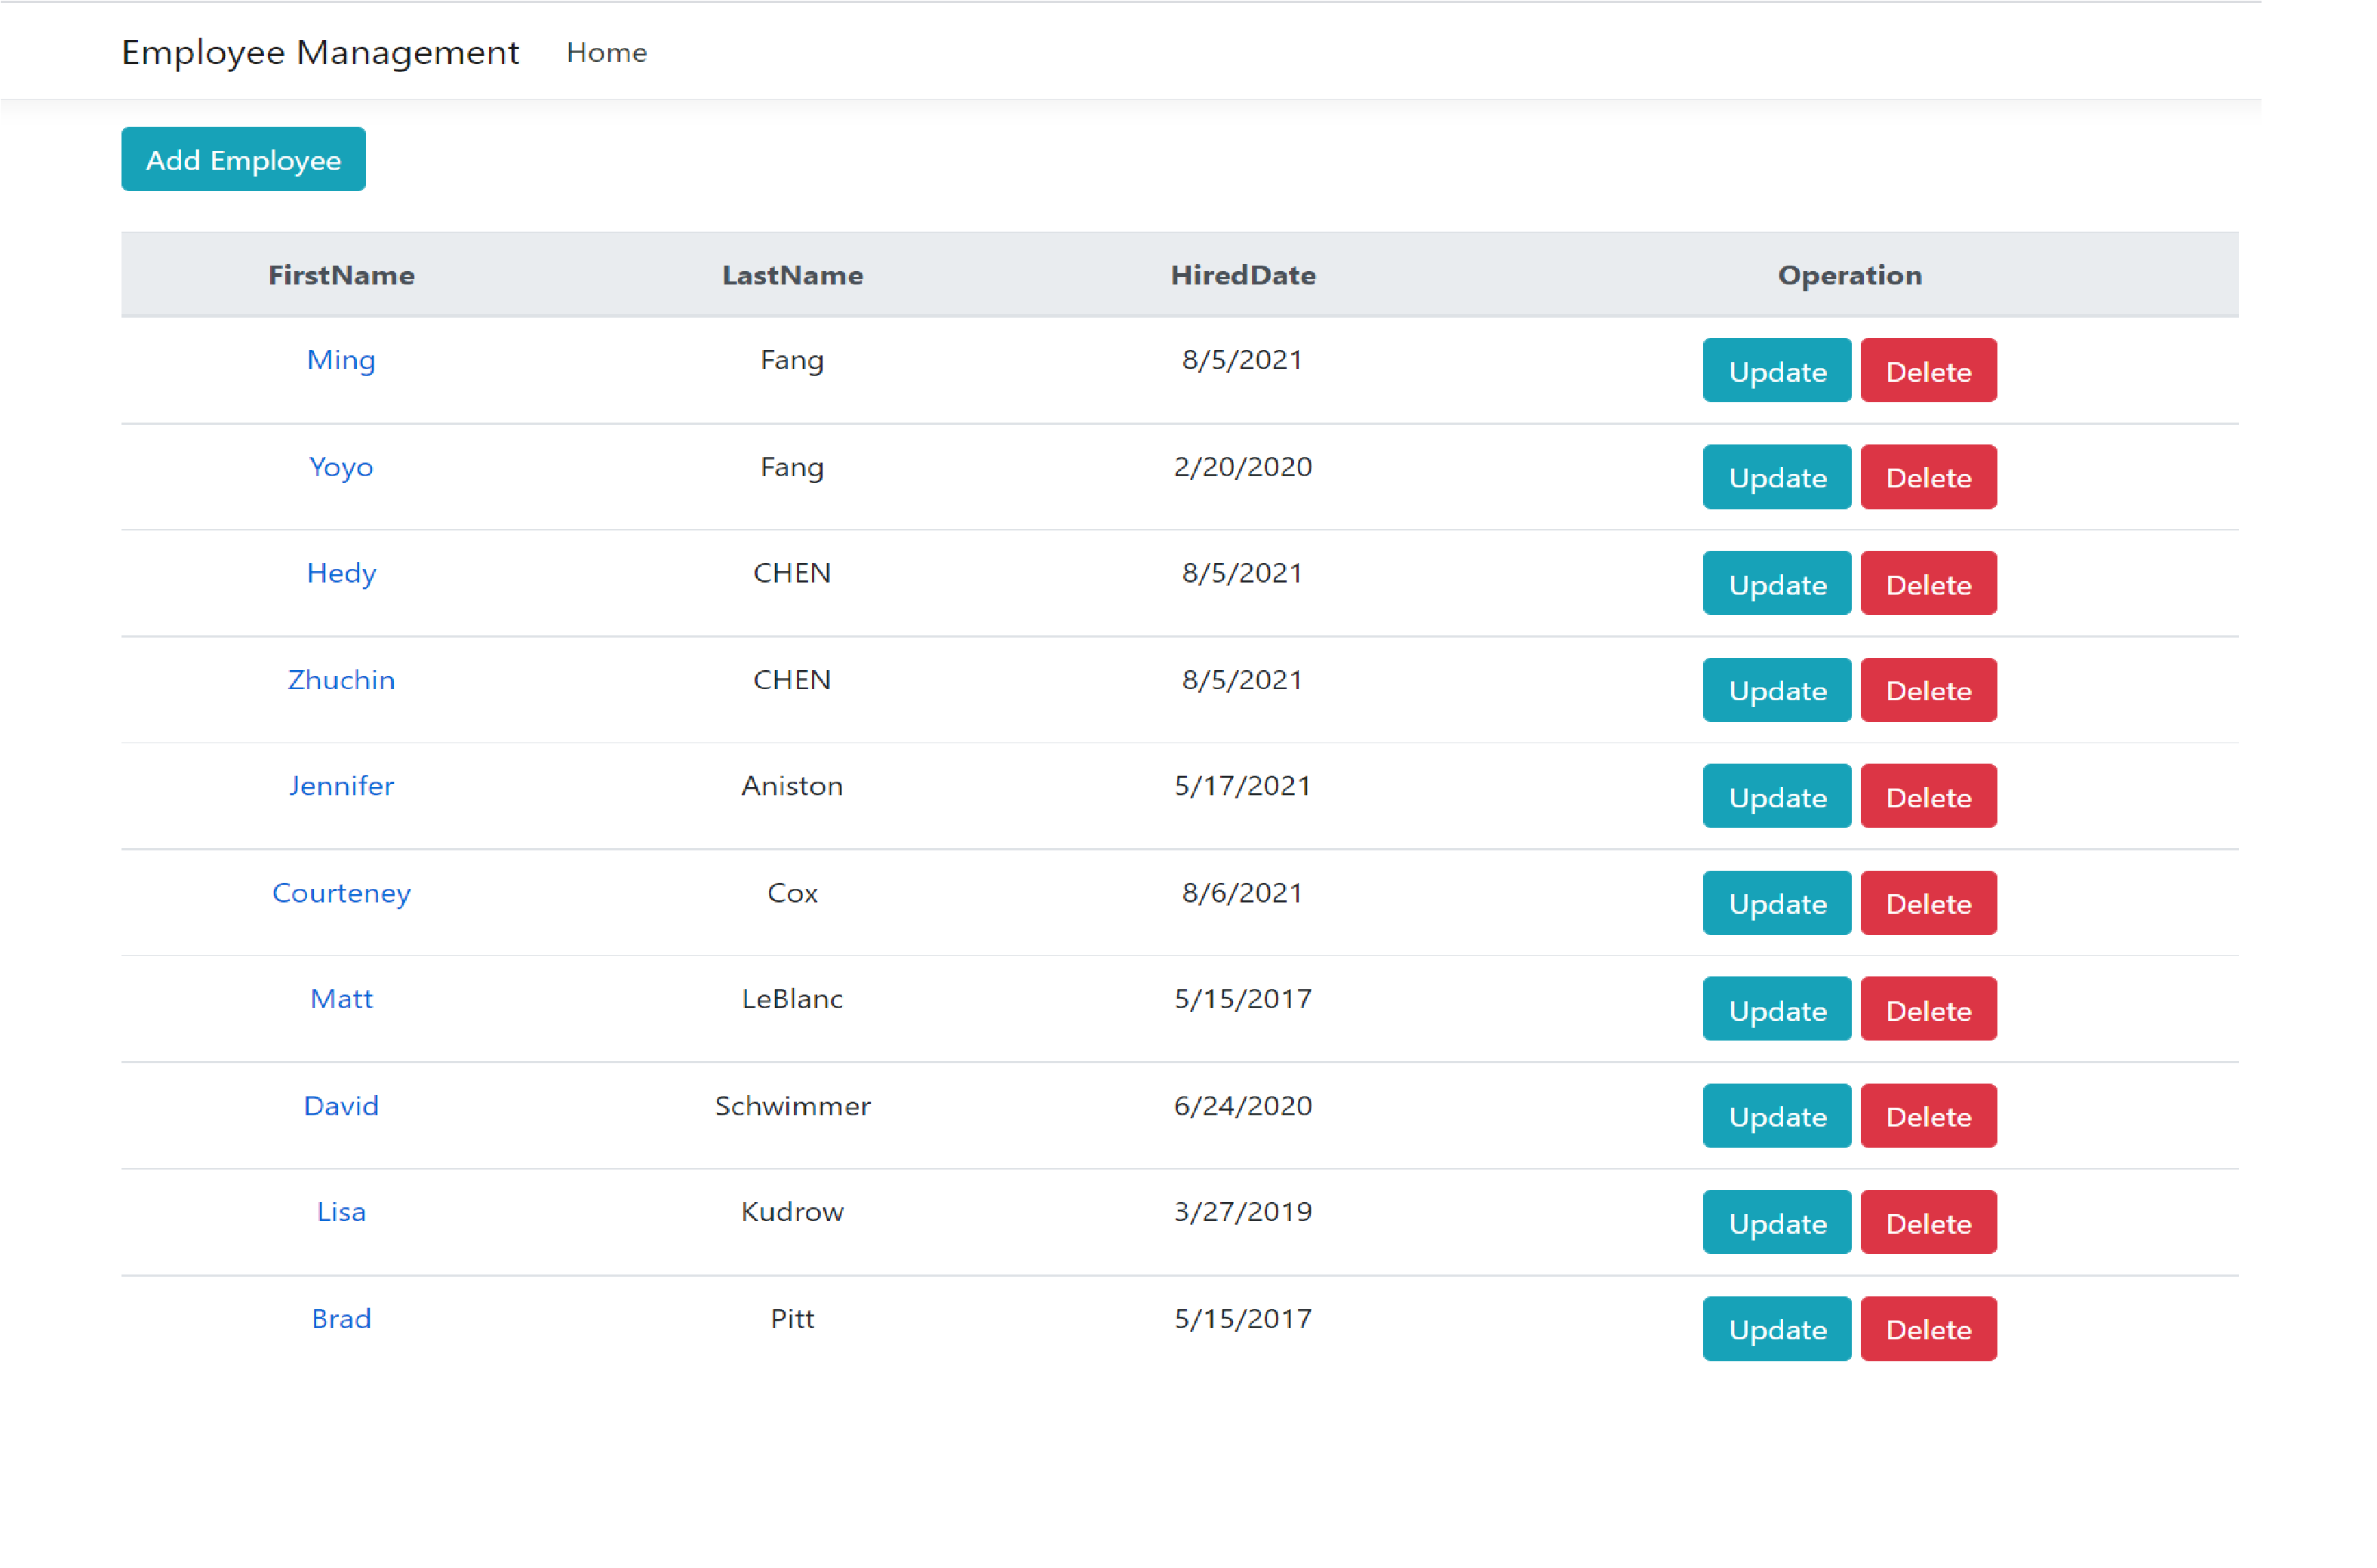 Employee Management Home
Add Employee
FirstName LastName HiredDate Operation
Ming Fang 8/5/2021 Update Delete
Yoyo Fang 2/20/2020 Update Delete
Hedy CHEN 8/5/2021 Update Delete
Zhuchin CHEN 8/5/2021 Update Delete
Jennifer Aniston 5/17/2021 Update Delete
Courteney Cox 8/6/2021 Update Delete
Matt LeBlanc 5/15/2017 Update Delete
David Schwimmer 6/24/2020 Update Delete
Lisa Kudrow 3/27/2019 Update Delete
Brad Pitt 5/15/2017 Update Delete